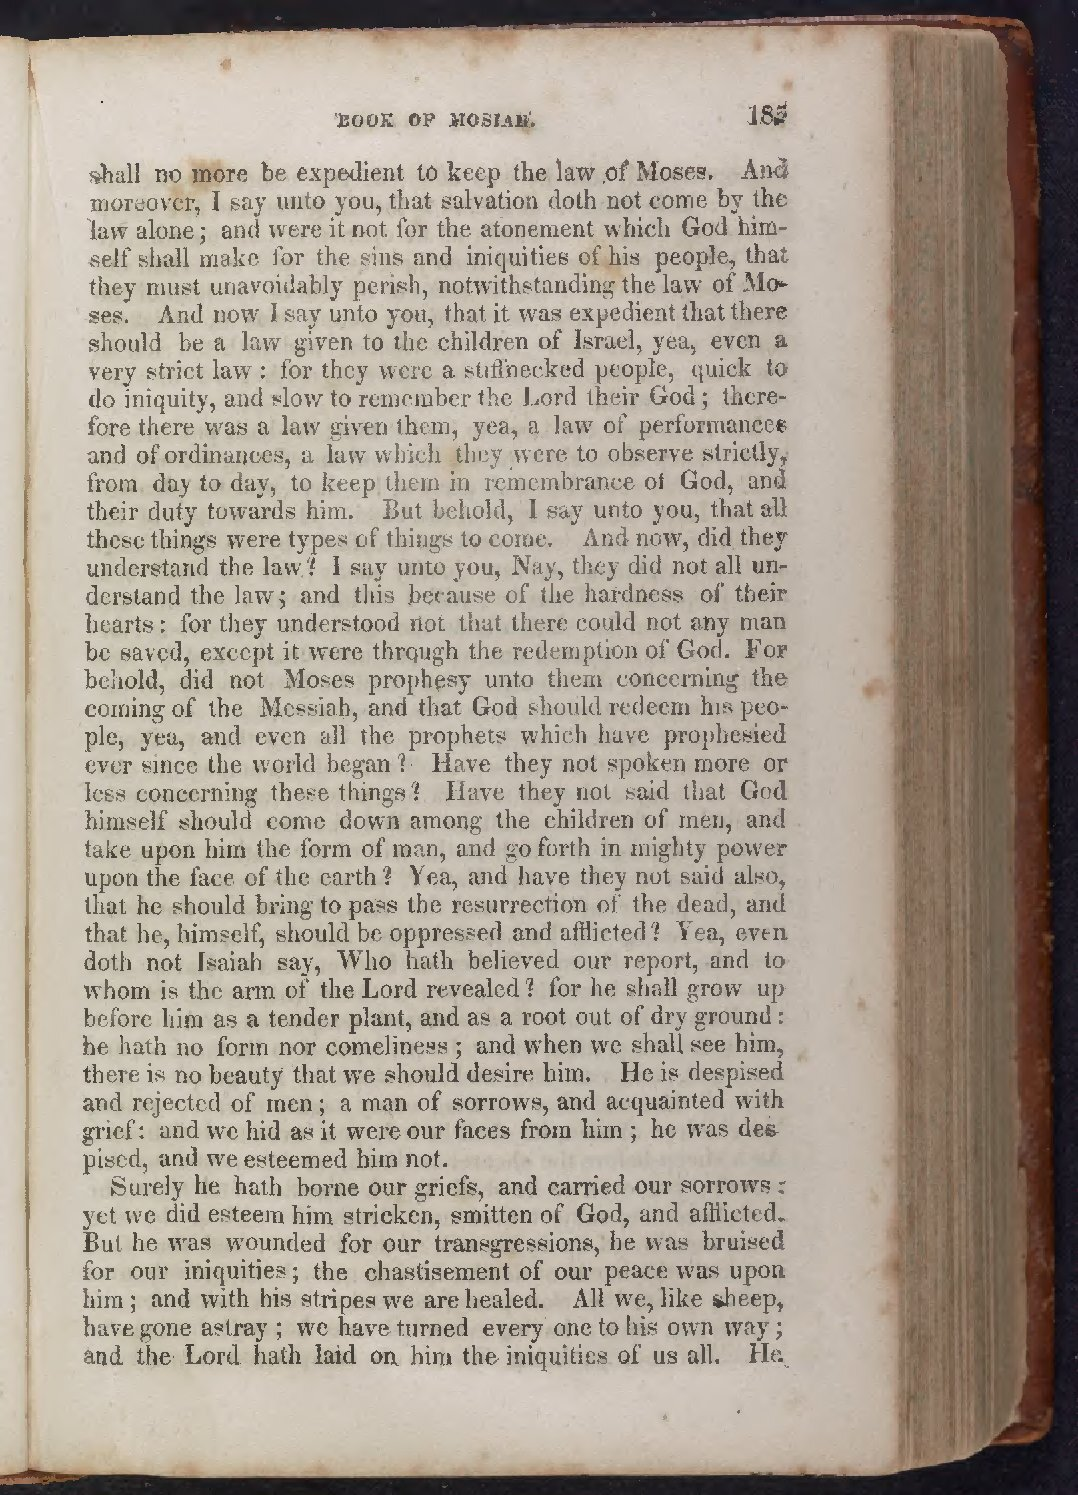 BOOK OF MOSIAH. 185
shall no more be expedient to keep the law of Moses. And
moreover, I say unto you, that salvation doth not come by the
law alone; and were it not for the atonement which God him-
self shall make for the sins and iniquities of his people, that
they must unavoidably perish, notwithstanding the law of Mo-
ses. And now I say unto you, that it was expedient that there
should be a law given to the children of Israel, yea, even a
very strict law: for they were a stiffnecked people, quick to
do iniquity, and slow to remember the Lord their God; there-
fore there was a law given them, yea, a law of performances
and of ordinances, a law which they were to observe strictly,
from day to day, to keep them in remembrance of God, and
their duty towards him. But behold, I say unto you, that all
these things were types of things to come. And now, did they
understand the law? I say unto you, Nay, they did not all un-
derstand the law; and this because of the hardness of their
hearts: for they understood not that there could not any man
be saved, except it were through the redemption of God. For
behold, did not Moses prophesy unto them concerning the
coming of the Messiah, and that God should redeem his peo-
ple, yea, and even all the prophets which have prophesied
ever since the world began? Have they not spoken more or
less concerning these things? Have they not said that God
himself should come down among the children of men, and
take upon him the form of man, and go forth in mighty power
upon the face of the earth? Yea, and have they not said also,
that he should bring to pass the resurrection of the dead, and
that he, himself, should be oppressed and afflicted? Yea, even
doth not Isaiah say, Who hath believed our report, and to
whom is the arm of the Lord revealed? for he shall grow up
before him as a tender plant, and as a root out of dry ground:
he hath no form nor comeliness; and when we shall see him,
there is no beauty that we should desire him. He is despised
and rejected of men; a man of sorrows, and acquainted with
grief: and we hid as it were our faces from him; he was des
pised, and we esteemed him not.
Surely he hath borne our griefs, and carried our sorrows:
yet we did esteem him stricken, smitten of God, and afflicted.
But he was wounded for our transgressions, he was bruised
for our iniquities; the chastisement of our peace was upon
him; and with his stripes we are healed. All we, like sheep,
have gone astray; we have turned every one to his own way;
and the Lord hath laid on him the iniquities of us all. He